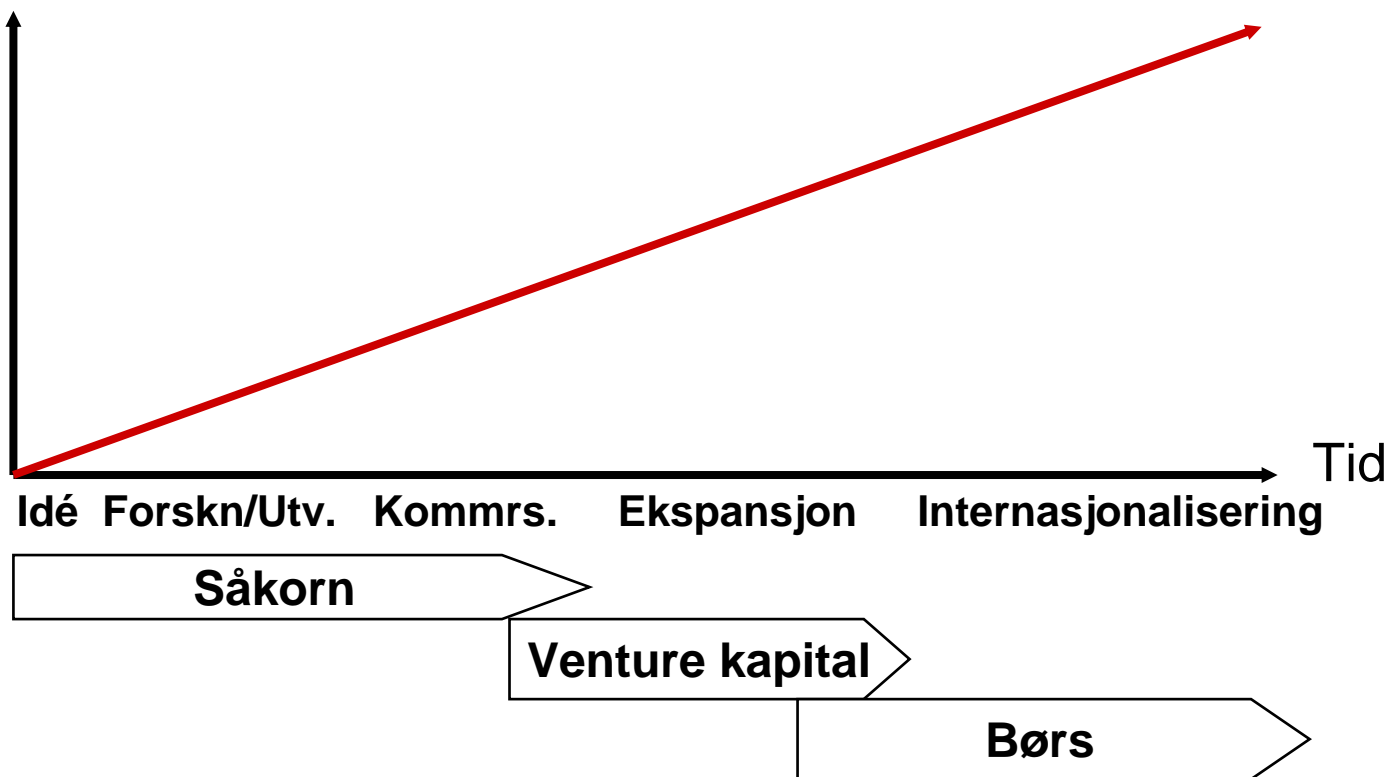 Tid
Idé Forskn/Utv. Kommrs. Ekspansjon Internasjonalisering
Såkorn
Venture kapital
Børs